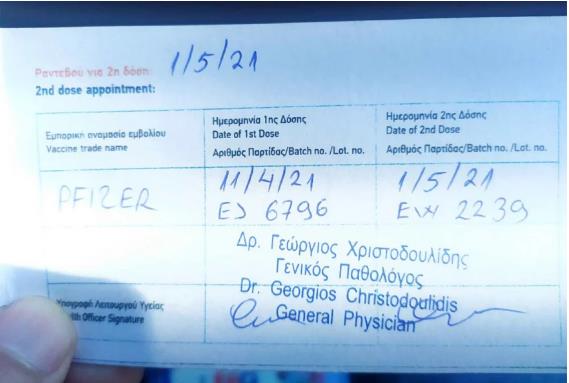 Ραντεβού για 2η δόση: 1/5/21
2nd dose appointment:
Εμπορική ονομασία εμβολίου
Vaccine trade name
Ημερομηνία 1ης Δόσης
Date of 1st Dose
Αριθμός Παρτίδας/Batch no. /Lot. no.
Ημερομηνία 2ης Δόσης
Date of 2nd Dose
Αριθμός Παρτίδας/Batch no. /Lot. no.
PFIZER
11/4/21
EJ 6796
1/5/21
EW 2239
Δρ. Γεώργιος Χριστοδουλίδης
Γενικός Παθολόγος
Dr. Georgios Christodoulidis
General Physician
Υπογραφή Λειτουργού Υγείας
Officer Signature